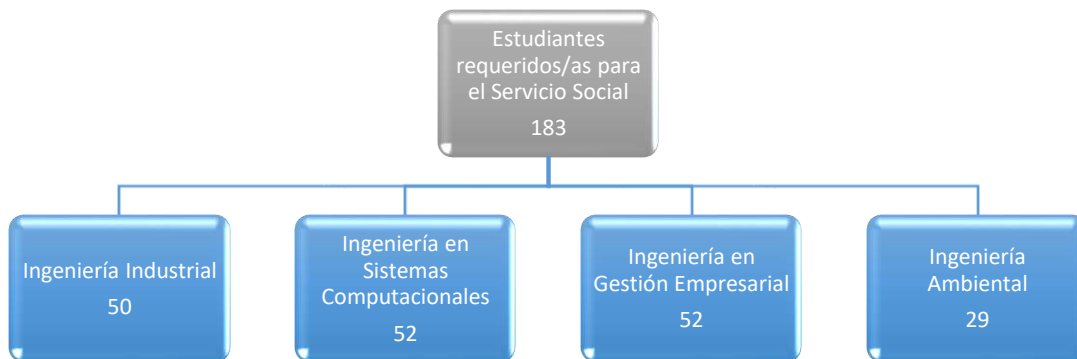 Estudiantes
requeridos/as para
el Servicio Social
183
Ingeniería Industrial
50
Ingeniería en
Sistemas
Computacionales
52
Ingeniería en
Gestión Empresarial
52
Ingeniería
Ambiental
29